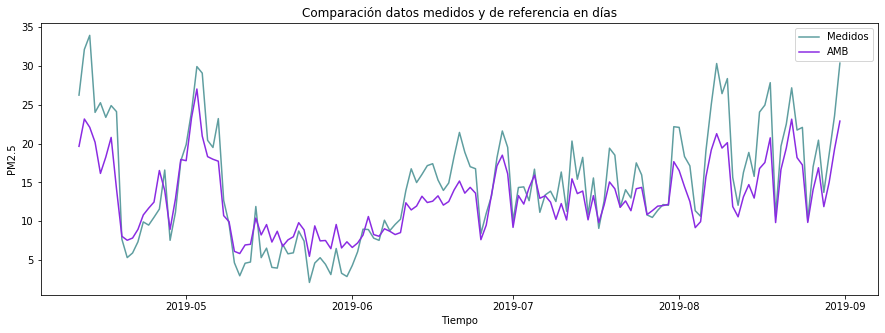 Comparación datos medidos y de referencia en días
Medidos
AMB
PM2.5
35
30
25
20
15
10
5
2019-05
2019-06
2019-07
2019-08
2019-09
Tiempo